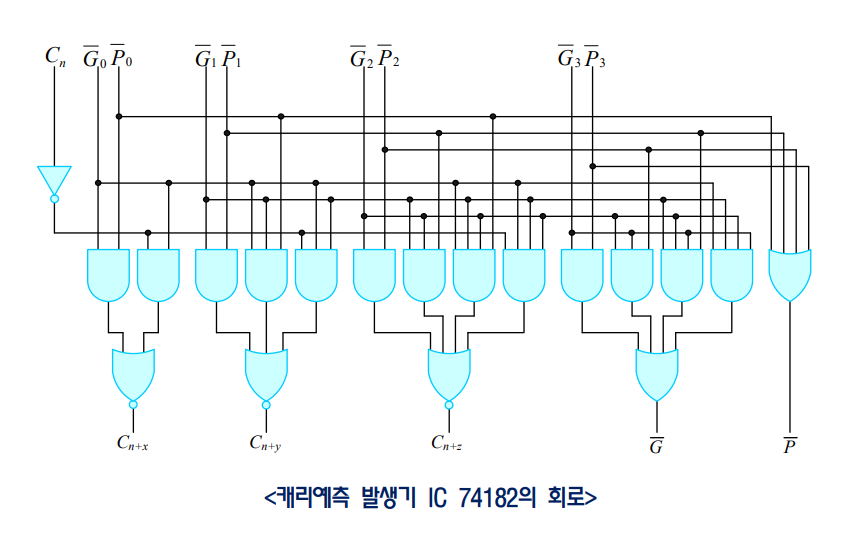 Cₙ G̅₀ P̅₀ G̅₁ P̅₁ G̅₂ P̅₂ G̅₃ P̅₃
Cₙ₊ₓ Cₙ₊y Cₙ₊z G̅ P̅
<캐리예측 발생기 IC 74182의 회로>